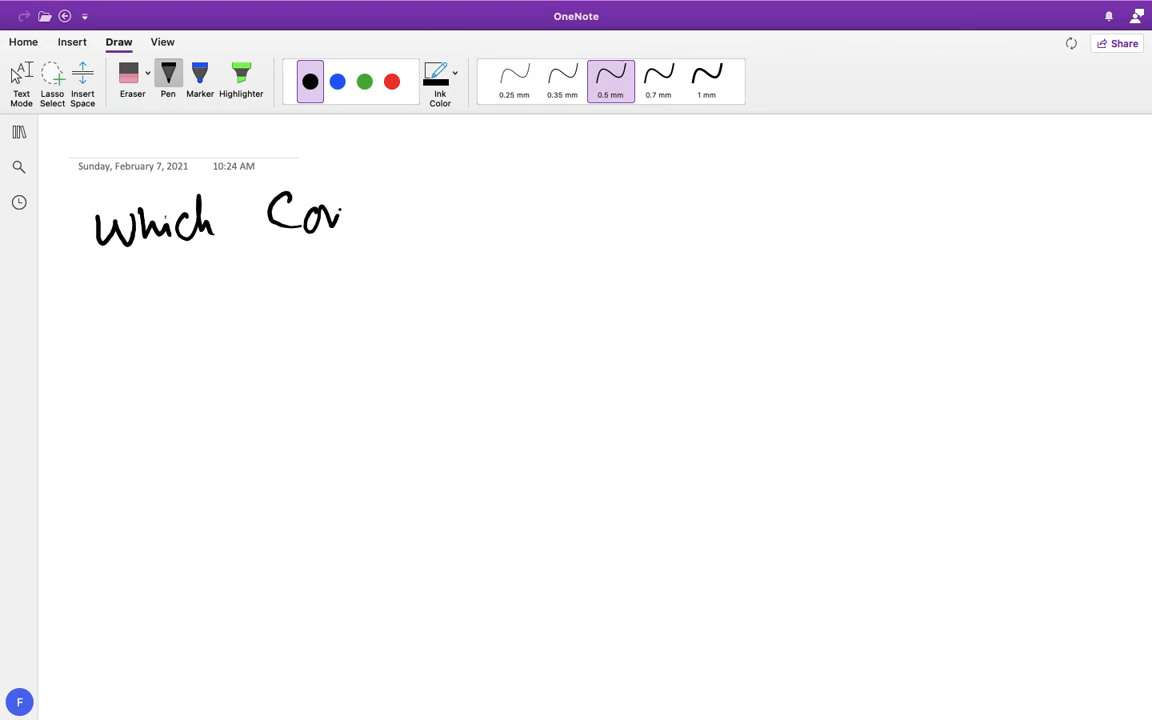 OneNote
Home Insert Draw View
Share
Text Mode
Lasso Select
Insert Space
Eraser
Pen
Marker
Highlighter
Ink Color
0.25 mm
0.35 mm
0.5 mm
0.7 mm
1 mm
Sunday, February 7, 2021 10:24 AM
Which
F